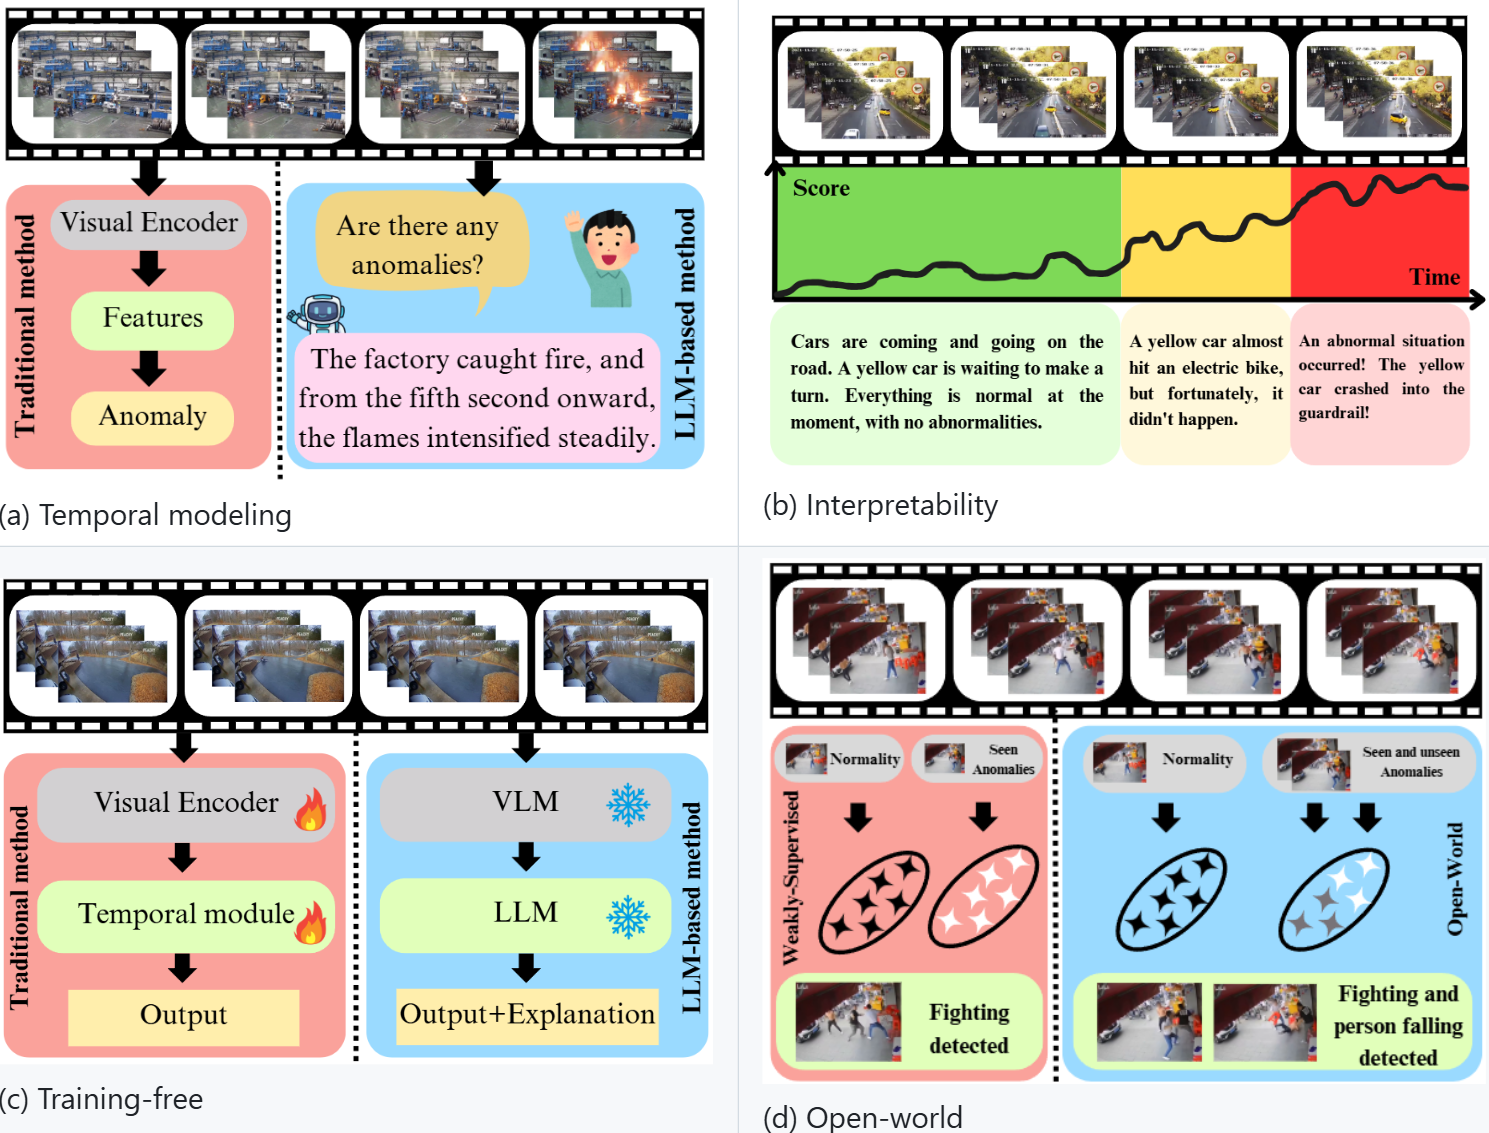 Traditional method
Visual Encoder
Features
Anomaly
Are there any
anomalies?
The factory caught fire, and
from the fifth second onward,
the flames intensified steadily.
LLM-based method
(a) Temporal modeling
Score
Time
Cars are coming and going on the
road. A yellow car is waiting to make a
turn. Everything is normal at the
moment, with no abnormalities.
A yellow car almost
hit an electric bike,
but fortunately, it
didn't happen.
An abnormal situation
occurred! The yellow
car crashed into the
guardrail!
(b) Interpretability
Traditional method
Visual Encoder
Temporal module
Output
VLM
LLM
Output+Explanation
LLM-based method
(c) Training-free
Weakly-Supervised
Normality
Seen
Anomalies
Fighting
detected
Normality
Seen and unseen
Anomalies
Open-World
Fighting and
person falling
detected
(d) Open-world